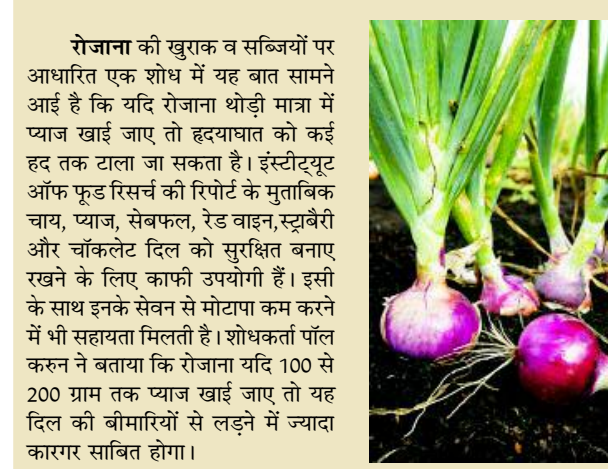 रोजाना की खुराक व सब्जियों पर
आधारित एक शोध में यह बात सामने
आई है कि यदि रोजाना थोड़ी मात्रा में
प्याज खाई जाए तो हृदयाघात को कई
हद तक टाला जा सकता है। इंस्टीट्यूट
ऑफ फूड रिसर्च की रिपोर्ट के मुताबिक
चाय, प्याज, सेबफल, रेड वाइन,स्ट्राबैरी
और चॉकलेट दिल को सुरक्षित बनाए
रखने के लिए काफी उपयोगी हैं। इसी
के साथ इनके सेवन से मोटापा कम करने
में भी सहायता मिलती है। शोधकर्ता पॉल
करुन ने बताया कि रोजाना यदि 100 से
200 ग्राम तक प्याज खाई जाए तो यह
दिल की बीमारियों से लड़ने में ज्यादा
कारगर साबित होगा।